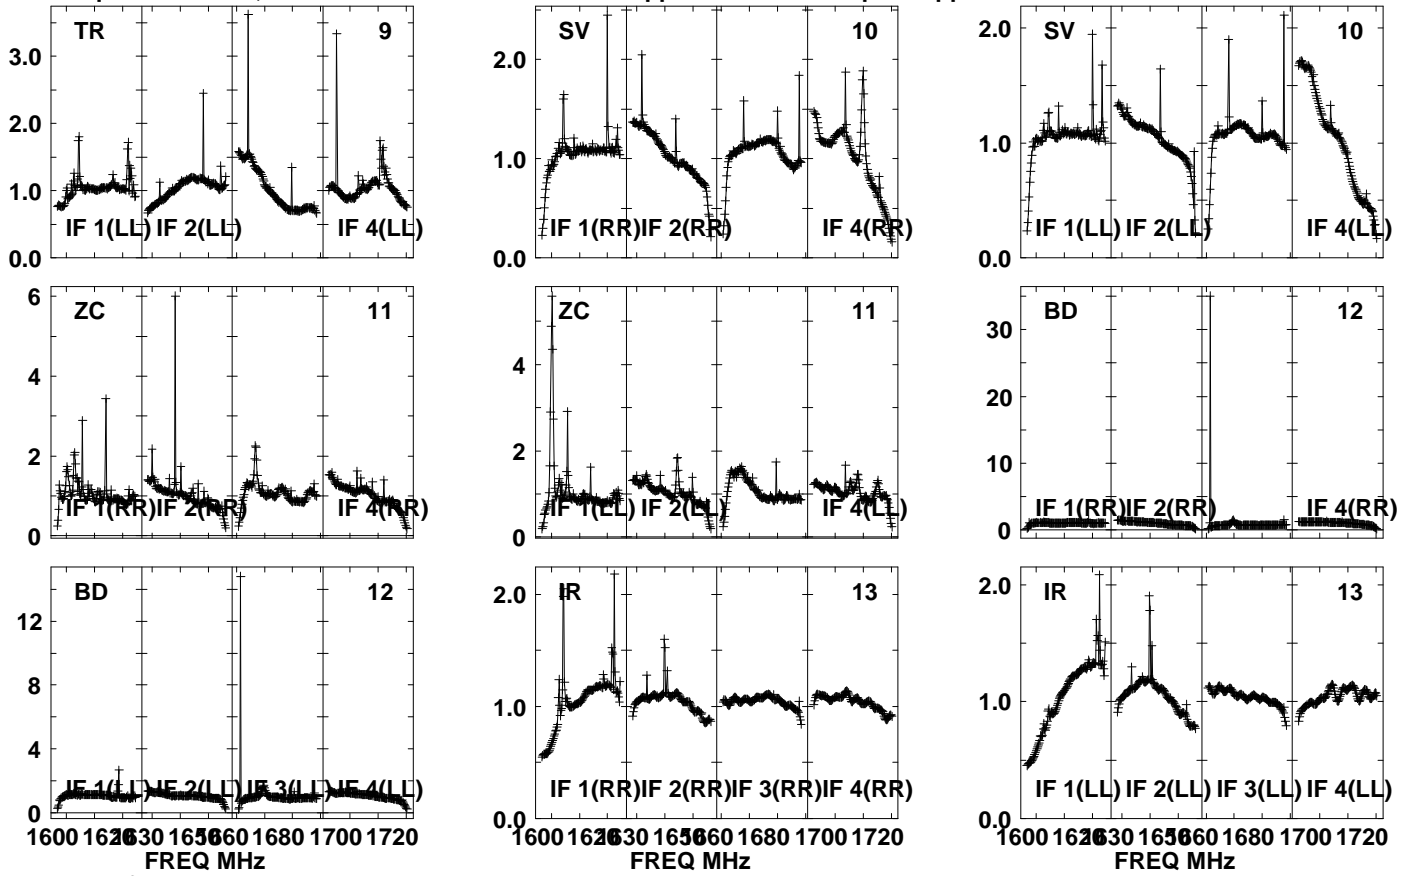 TR 9 SV 10 SV 10
3.0 2.0 2.0
2.0 1.0 1.0
1.0
IF 1(LL) IF 2(LL) IF 4(LL) IF 1(RR) IF 2(RR) IF 4(RR) IF 1(LL) IF 2(LL) IF 4(LL)
0.0 0.0 0.0
ZC 11 ZC 11 BD 12
6 4 30
4 2 20
2 10
IF 1(RR) IF 2(RR) IF 4(RR) IF 1(LL) IF 2(LL) IF 4(LL) IF 1(RR) IF 2(RR) IF 4(RR)
0 0 0
BD 12 IR 13 IR 13
12 2.0 2.0
8 1.0 1.0
4
IF 1(LL) IF 2(LL) IF 3(LL) IF 4(LL) IF 1(RR) IF 2(RR) IF 3(RR) IF 4(RR) IF 1(LL) IF 2(LL) IF 3(LL) IF 4(LL)
0 0.0 0.0
1600 1620 1630 1650 1660 1680 1700 1720 1600 1620 1630 1650 1660 1680 1700 1720 1600 1620 1630 1650 1660 1680 1700 1720
FREQ MHz FREQ MHz FREQ MHz